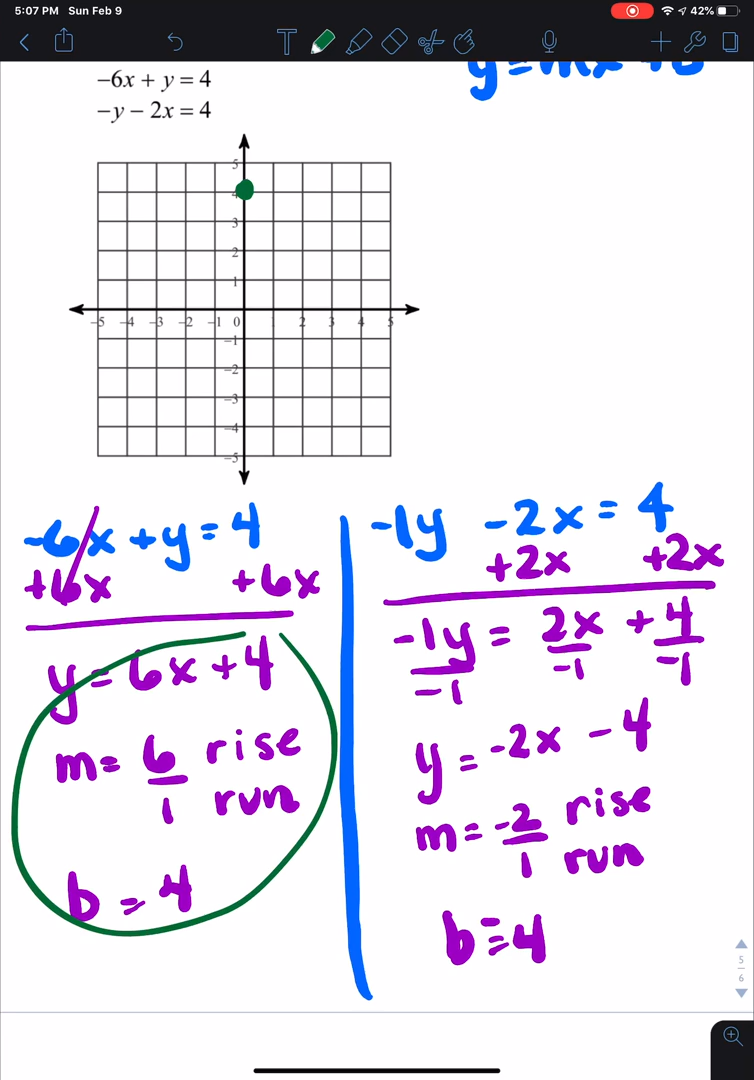 5:07 PM Sun Feb 9 42%
T
y = mx + b
-6x + y = 4
-y - 2x = 4
5
4
3
2
1
-5 -4 -3 -2 -1 0 2 3 4 5
-1
-2
-3
-4
-5
-6x + y = 4
+6x +6x
y = 6x + 4
m = 6/1 rise run
b = 4
-1y - 2x = 4
+2x +2x
-1y/-1 = 2x/-1 + 4/-1
y = -2x - 4
m = -2/1 rise run
b = -4
5
6